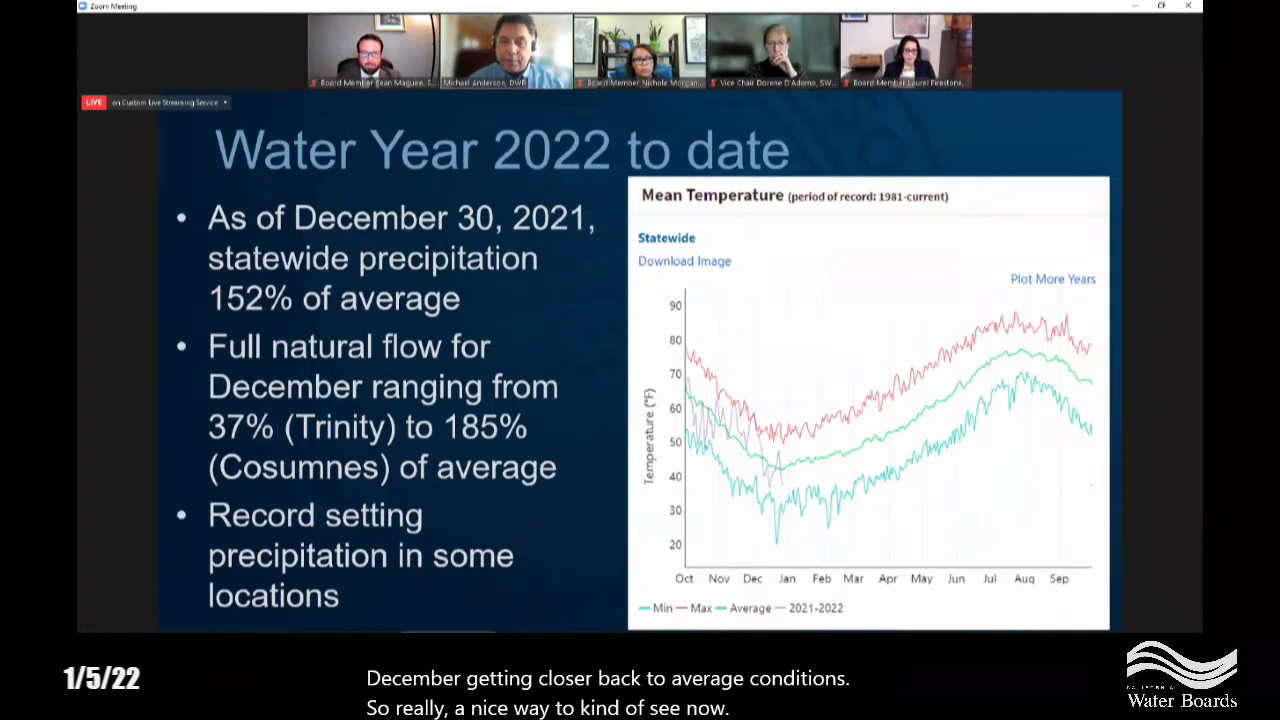 Zoom Meeting
Board Member Sean Maguire, S...
Michael Anderson, DWR
Board Member Nichole Morgan,
Vice Chair Dorene D'Adamo, SW...
Board Member Laurel Firestone,
LIVE on Custom Live Streaming Service
Water Year 2022 to date
• As of December 30, 2021,
statewide precipitation
152% of average
• Full natural flow for
December ranging from
37% (Trinity) to 185%
(Cosumnes) of average
• Record setting
precipitation in some
locations
Mean Temperature (period of record: 1981-current)
Statewide
Download Image
Plot More Years
Temperature (°F)
90
80
70
60
50
40
30
20
Oct Nov Dec Jan Feb Mar Apr May Jun Jul Aug Sep
Min Max Average 2021-2022
1/5/22
December getting closer back to average conditions.
So really, a nice way to kind of see now.
CALIFORNIA
Water Boards